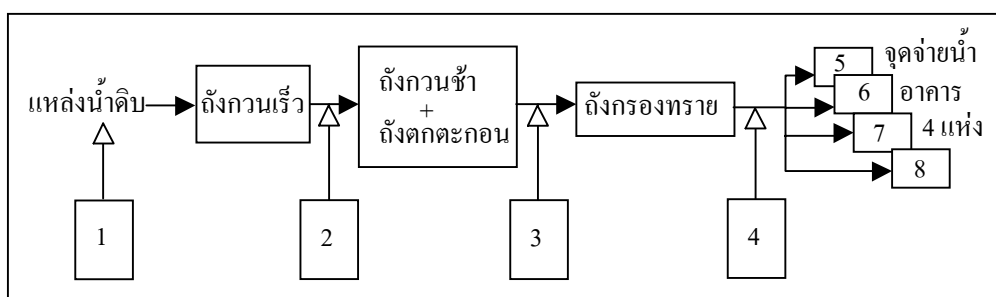 แหล่งน้ำดิบ
ถังกวนเร็ว
ถังกวนช้า
+
ถังตกตะกอน
ถังกรองทราย
5 จุดจ่ายน้ำ
6 อาคาร
7 4 แห่ง
8
1
2
3
4